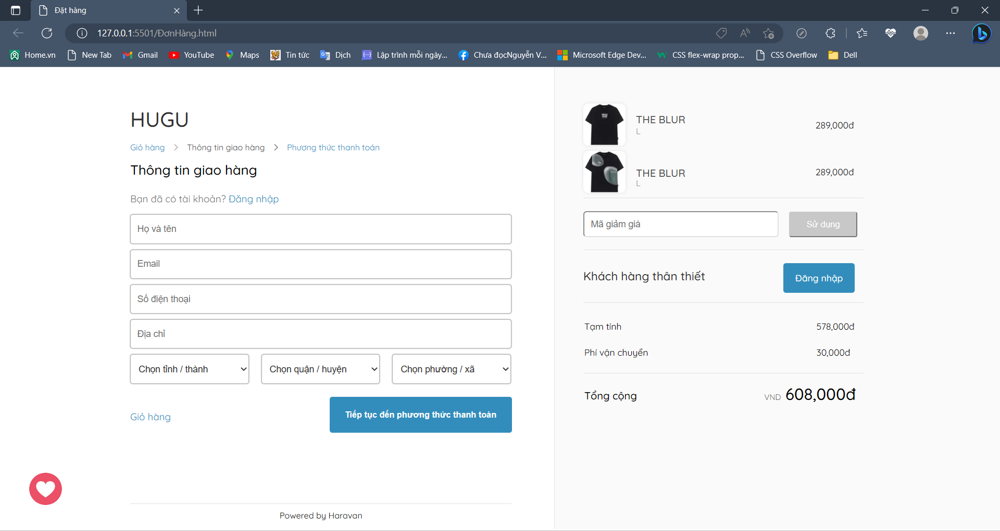 Đặt hàng
127.0.0.1:5501/ĐơnHàng.html
Home.vn New Tab Gmail YouTube Maps Tin tức Dịch Lập trình mỗi ngày... Chưa đọcNguyễn V... Microsoft Edge Dev... CSS flex-wrap prop... CSS Overflow Dell
HUGU
Giỏ hàng > Thông tin giao hàng > Phương thức thanh toán
Thông tin giao hàng
Bạn đã có tài khoản? Đăng nhập
Họ và tên
Email
Số điện thoại
Địa chỉ
Chọn tỉnh / thành Chọn quận / huyện Chọn phường / xã
Giỏ hàng Tiếp tục đến phương thức thanh toán
Powered by Haravan
THE BLUR 289,000đ
L
THE BLUR 289,000đ
L
Mã giảm giá Sử dụng
Khách hàng thân thiết Đăng nhập
Tạm tính 578,000đ
Phí vận chuyển 30,000đ
Tổng cộng VND 608,000đ